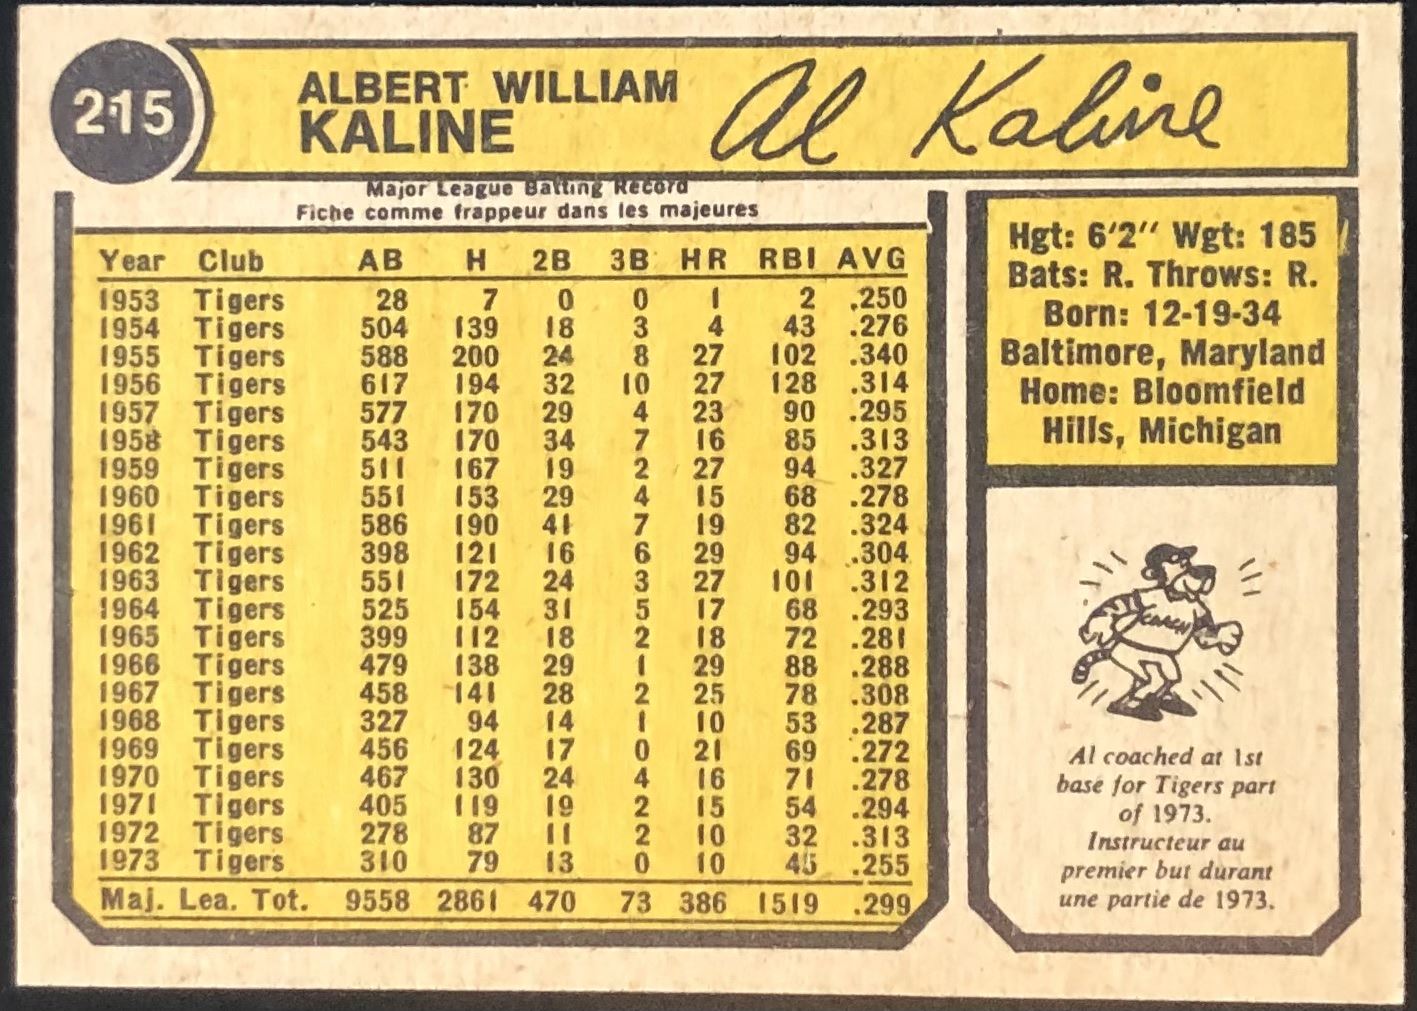 215
ALBERT WILLIAM
KALINE
Al Kaline
Major League Batting Record
Fiche comme frappeur dans les majeures
Year Club AB H 2B 3B HR RBI AVG
1953 Tigers 28 7 0 0 1 2 .250
1954 Tigers 504 139 18 3 4 43 .276
1955 Tigers 588 200 24 8 27 102 .340
1956 Tigers 617 194 32 10 27 128 .314
1957 Tigers 577 170 29 4 23 90 .295
1958 Tigers 543 170 34 7 16 85 .313
1959 Tigers 511 167 19 2 27 94 .327
1960 Tigers 551 153 29 4 15 68 .278
1961 Tigers 586 190 41 7 19 82 .324
1962 Tigers 398 121 16 6 29 94 .304
1963 Tigers 551 172 24 3 27 101 .312
1964 Tigers 525 154 31 5 17 68 .293
1965 Tigers 399 112 18 2 18 72 .281
1966 Tigers 479 138 29 1 29 88 .288
1967 Tigers 458 141 28 2 25 78 .308
1968 Tigers 327 94 14 1 10 53 .287
1969 Tigers 456 124 17 0 21 69 .272
1970 Tigers 467 130 24 4 16 71 .278
1971 Tigers 405 119 19 2 15 54 .294
1972 Tigers 278 87 11 2 10 32 .313
1973 Tigers 310 79 13 0 10 45 .255
Maj. Lea. Tot. 9558 2861 470 73 386 1519 .299
Hgt: 6'2" Wgt: 185
Bats: R. Throws: R.
Born: 12-19-34
Baltimore, Maryland
Home: Bloomfield
Hills, Michigan
COACH
Al coached at 1st
base for Tigers part
of 1973.
Instructeur au
premier but durant
une partie de 1973.